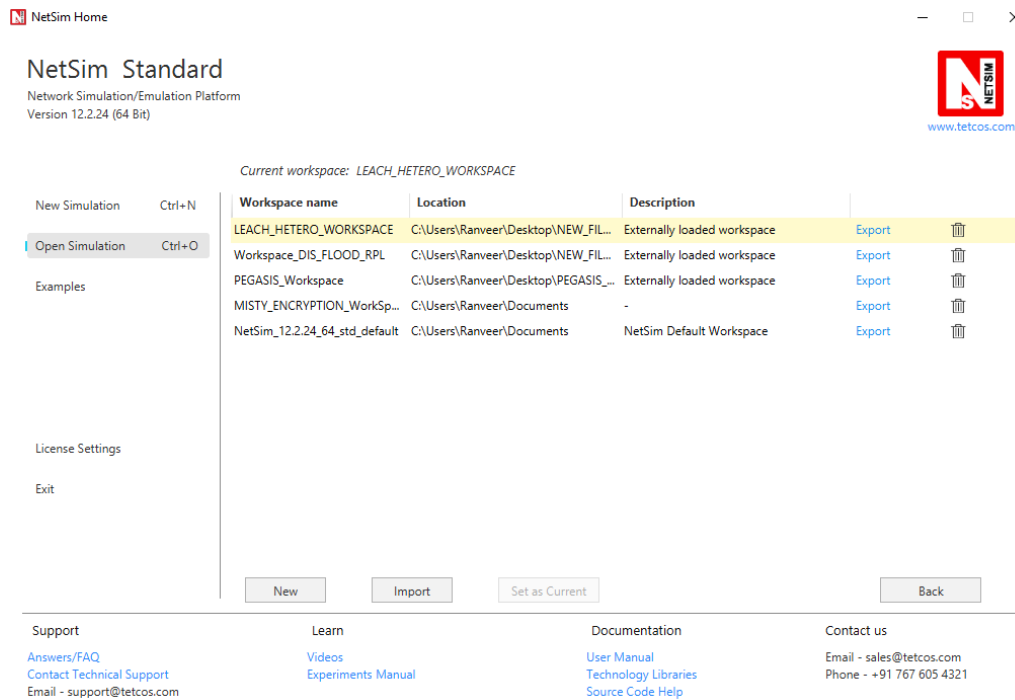 NetSim Home
NetSim Standard
Network Simulation/Emulation Platform
Version 12.2.24 (64 Bit)
NETSIM
NS
www.tetcos.com
Current workspace: LEACH_HETERO_WORKSPACE
New Simulation Ctrl+N
Open Simulation Ctrl+O
Examples
License Settings
Exit
Workspace name Location Description
LEACH_HETERO_WORKSPACE C:\Users\Ranveer\Desktop\NEW_FIL... Externally loaded workspace Export
Workspace_DIS_FLOOD_RPL C:\Users\Ranveer\Desktop\NEW_FIL... Externally loaded workspace Export
PEGASIS_Workspace C:\Users\Ranveer\Desktop\PEGASIS_... Externally loaded workspace Export
MISTY_ENCRYPTION_WorkSp... C:\Users\Ranveer\Documents - Export
NetSim_12.2.24_64_std_default C:\Users\Ranveer\Documents NetSim Default Workspace Export
New Import Set as Current Back
Support Learn Documentation Contact us
Answers/FAQ Videos User Manual Email - sales@tetcos.com
Contact Technical Support Experiments Manual Technology Libraries Phone - +91 767 605 4321
Email - support@tetcos.com Source Code Help